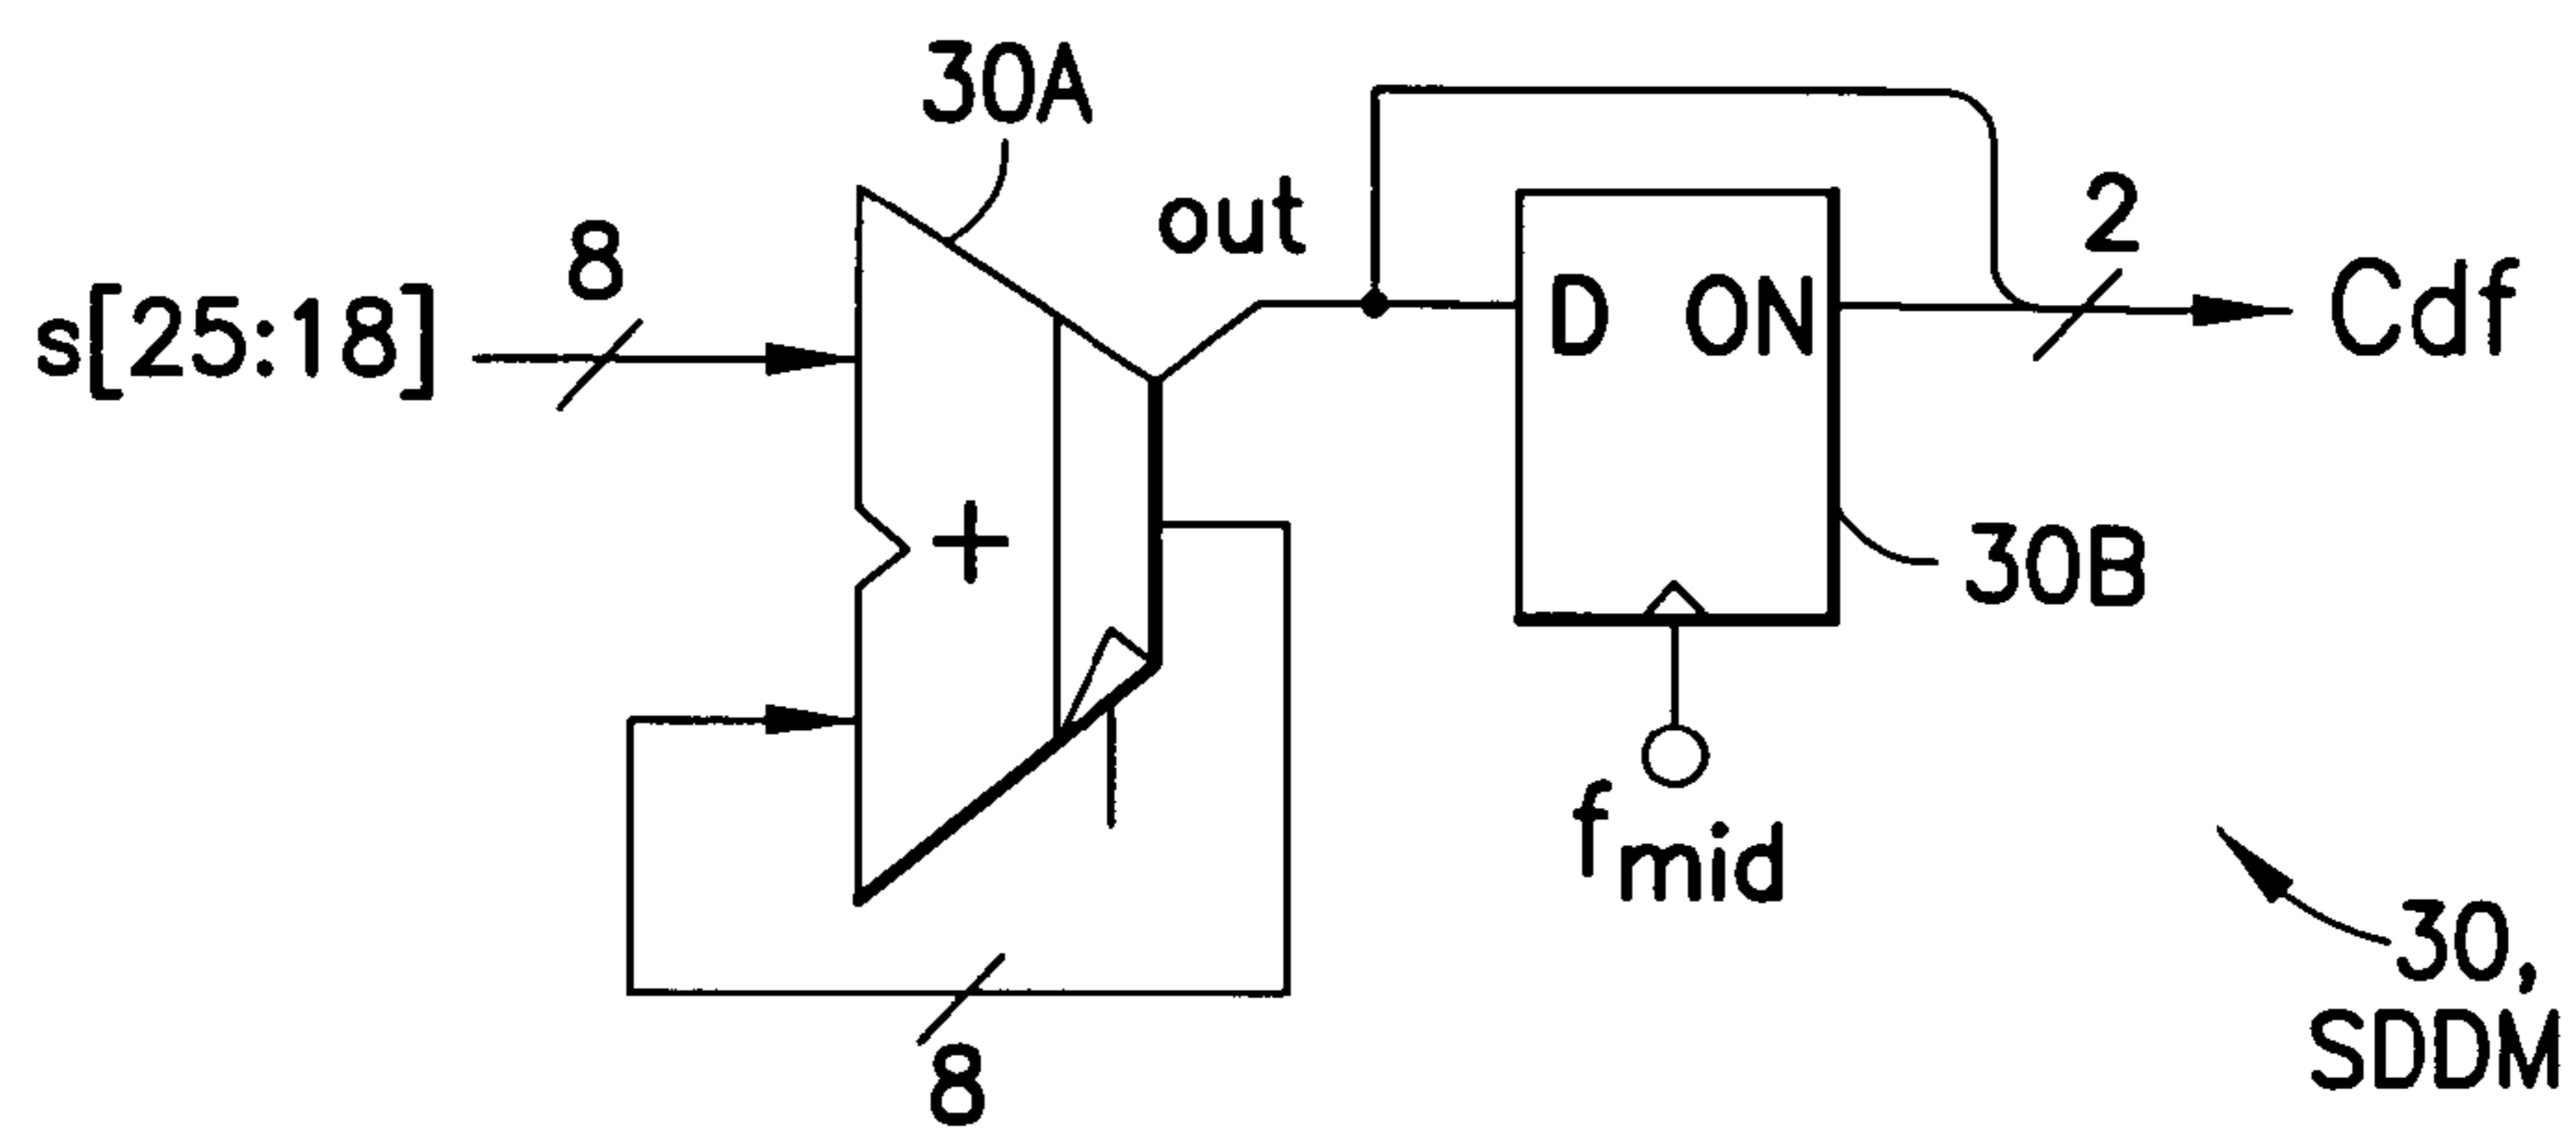 30A
out
2
8
s[25:18]
D ON
Cdf
+
30B
f mid
30,
SDDM
8